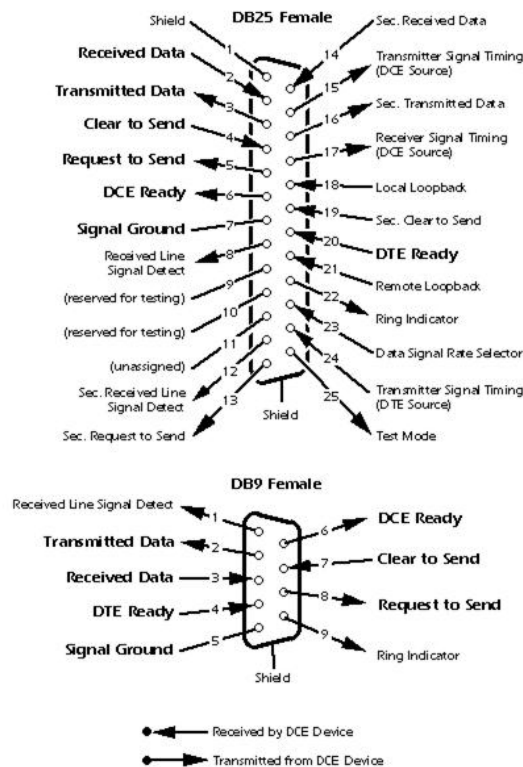 DB25 Female
Shield
1
Received Data
2
Transmitted Data
3
Clear to Send
4
Request to Send
5
DCE Ready
6
Signal Ground
7
Received Line
Signal Detect
8
(reserved for testing)
9
(reserved for testing)
10
(unassigned)
11
Sec. Received Line
Signal Detect
12
Sec. Request to Send
13
Sec. Received Data
14
Transmitter Signal Timing
(DCE Source)
15
Sec. Transmitted Data
16
Receiver Signal Timing
(DCE Source)
17
Local Loopback
18
Sec. Clear to Send
19
DTE Ready
20
Remote Loopback
21
Ring Indicator
22
Data Signal Rate Selector
23
Transmitter Signal Timing
(DTE Source)
24
Test Mode
25
Shield
DB9 Female
Received Line Signal Detect
1
Transmitted Data
2
Received Data
3
DTE Ready
4
Signal Ground
5
DCE Ready
6
Clear to Send
7
Request to Send
8
Ring Indicator
9
Shield
Received by DCE Device
Transmitted from DCE Device